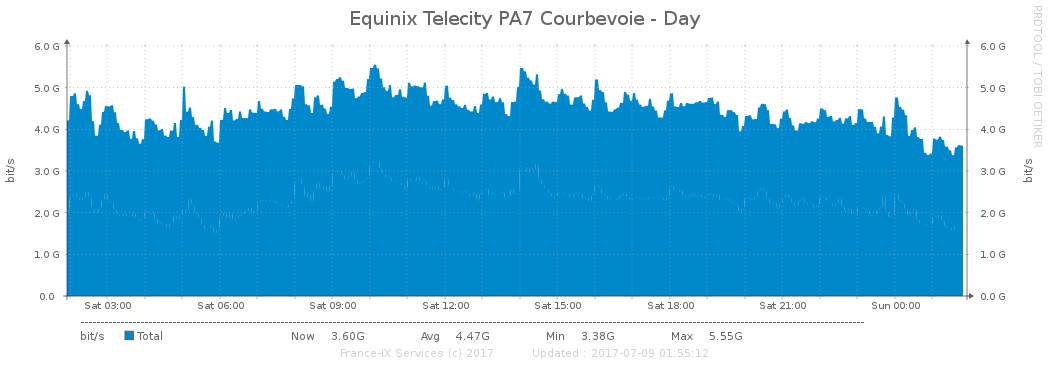 Equinix Telecity PA7 Courbevoie - Day
RRDTOOL / TOBI OETIKER
6.0 G 6.0 G
5.0 G 5.0 G
4.0 G 4.0 G
3.0 G 3.0 G
2.0 G 2.0 G
1.0 G 1.0 G
0.0 0.0 G
bit/s bit/s
Sat 03:00 Sat 06:00 Sat 09:00 Sat 12:00 Sat 15:00 Sat 18:00 Sat 21:00 Sun 00:00
bit/s Total Now 3.60G Avg 4.47G Min 3.38G Max 5.55G
France-IX Services (c) 2017 Updated : 2017-07-09 01:55:12